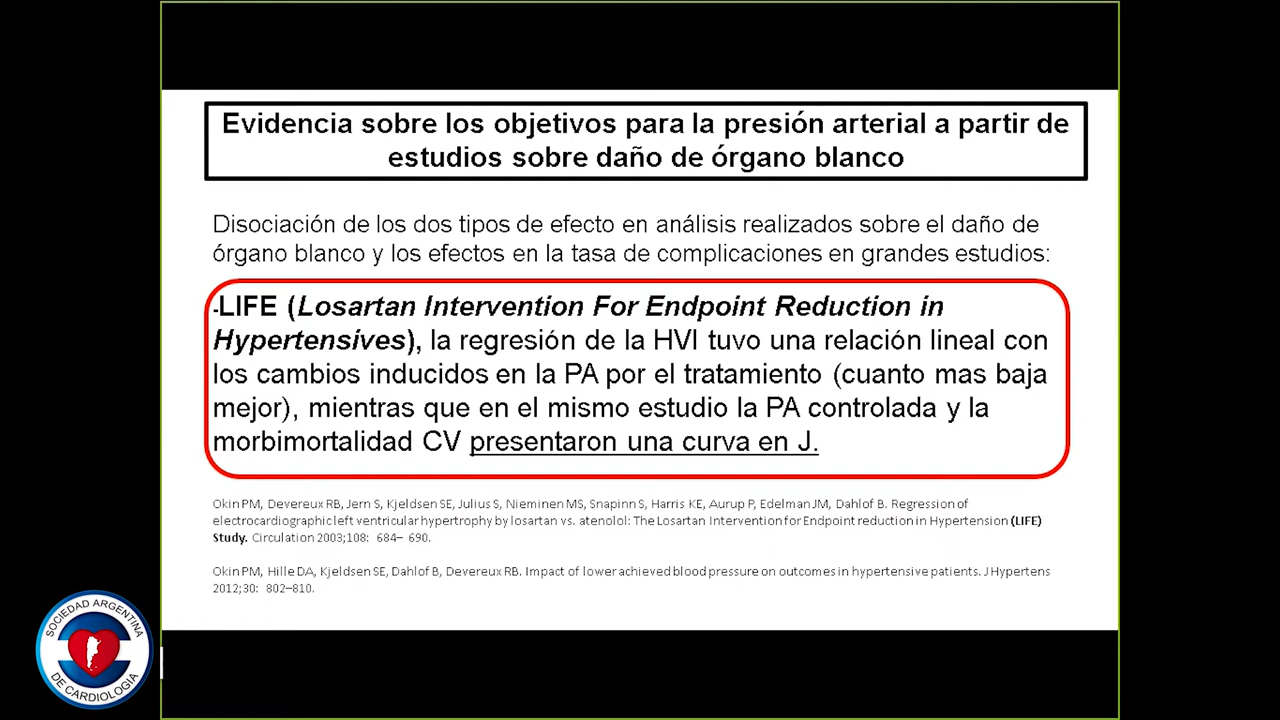 Evidencia sobre los objetivos para la presión arterial a partir de
estudios sobre daño de órgano blanco
Disociación de los dos tipos de efecto en análisis realizados sobre el daño de
órgano blanco y los efectos en la tasa de complicaciones en grandes estudios:
-LIFE (Losartan Intervention For Endpoint Reduction in
Hypertensives), la regresión de la HVI tuvo una relación lineal con
los cambios inducidos en la PA por el tratamiento (cuanto mas baja
mejor), mientras que en el mismo estudio la PA controlada y la
morbimortalidad CV presentaron una curva en J.
Okin PM, Devereux RB, Jern S, Kjeldsen SE, Julius S, Nieminen MS, Snapinn S, Harris KE, Aurup P, Edelman JM, Dahlof B. Regression of
electrocardiographic left ventricular hypertrophy by losartan vs. atenolol: The Losartan Intervention for Endpoint reduction in Hypertension (LIFE)
Study. Circulation 2003;108: 684– 690.
Okin PM, Hille DA, Kjeldsen SE, Dahlof B, Devereux RB. Impact of lower achieved blood pressure on outcomes in hypertensive patients. J Hypertens
2012;30: 802–810.
SOCIEDAD ARGENTINA
DE CARDIOLOGIA